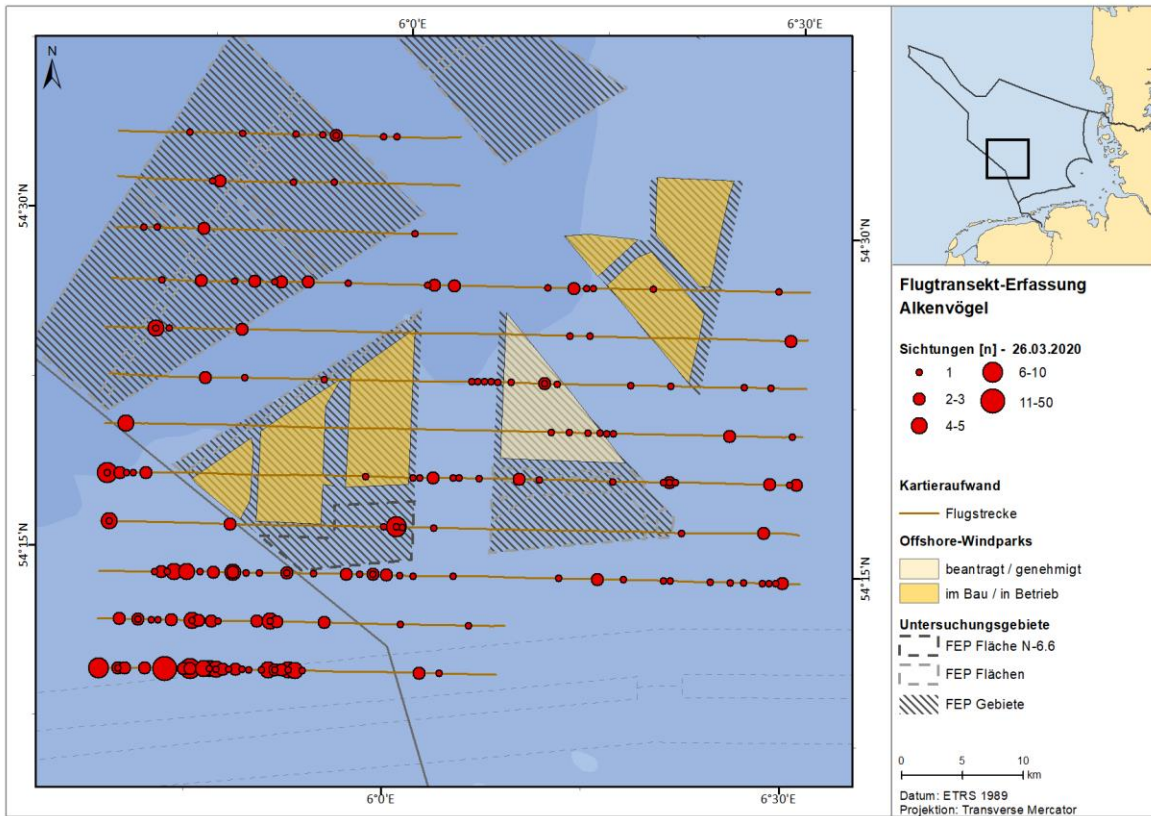 6°0'E
6°30'E
N
54°30'N
54°30'N
54°15'N
54°15'N
6°0'E
6°30'E
Flugtransekt-Erfassung
Alkenvögel
Sichtungen [n] - 26.03.2020
1
6-10
2-3
11-50
4-5
Kartieraufwand
Flugstrecke
Offshore-Windparks
beantragt / genehmigt
im Bau / in Betrieb
Untersuchungsgebiete
FEP Fläche N-6.6
FEP Flächen
FEP Gebiete
0 5 10
km
Datum: ETRS 1989
Projektion: Transverse Mercator